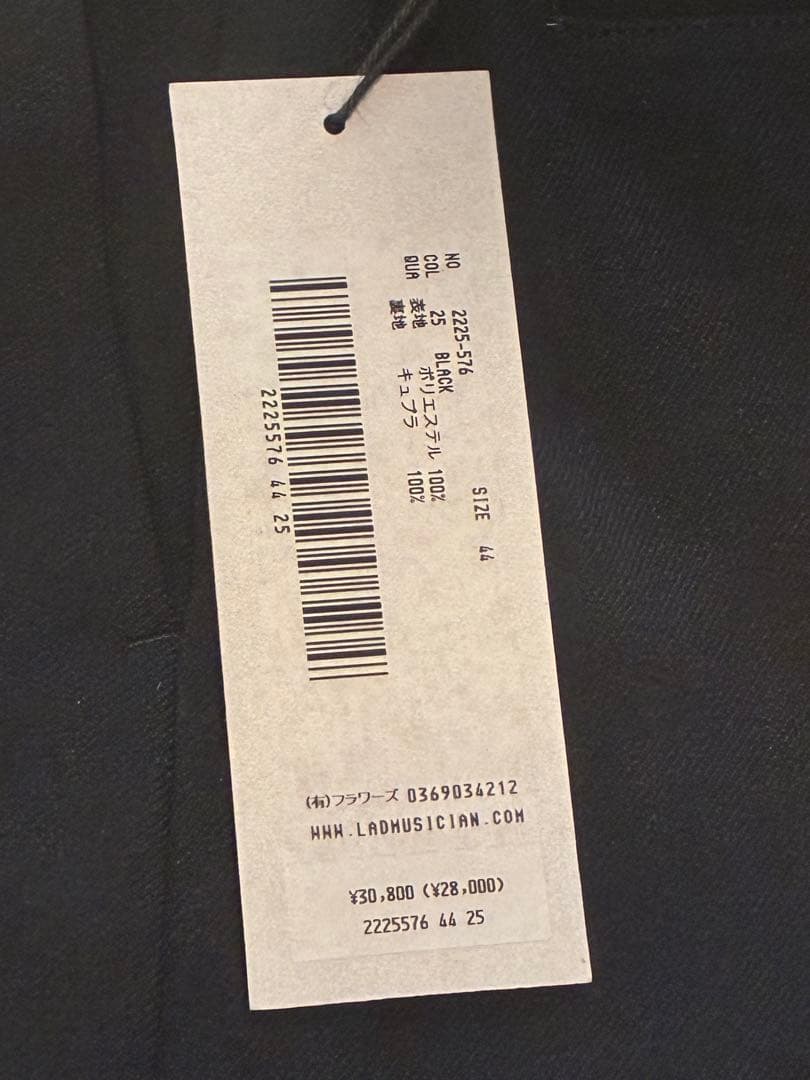 NO 2225-576 SIZE 44
COL 25 BLACK
QUA 表地 ポリエステル 100%
裏地 キュプラ 100%
2225576 44 25
(有)フラワーズ 0369034212
WWW.LADMUSICIAN.COM
¥30,800 (¥28,000)
2225576 44 25